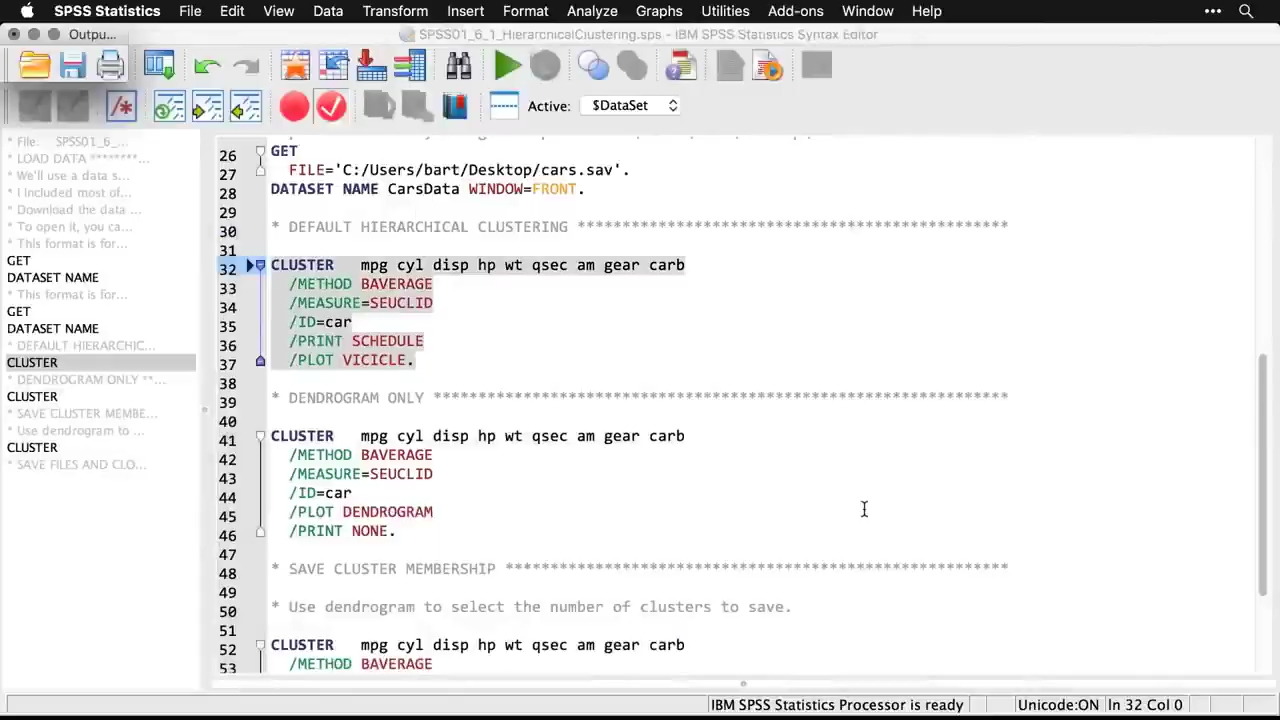 SPSS Statistics File Edit View Data Transform Insert Format Analyze Graphs Utilities Add-ons Window Help
Outpu...
SPSS01_6_1_HierarchicalClustering.sps - IBM SPSS Statistics Syntax Editor
Active: $DataSet
* File: SPSS01_6_...
* LOAD DATA ********...
* We'll use a data s...
* I included most of...
* Download the data ...
* To open it, you ca...
* This format is for...
GET
DATASET NAME
* This format is for...
GET
DATASET NAME
* DEFAULT HIERARCHIC...
CLUSTER
* DENDROGRAM ONLY **...
CLUSTER
* SAVE CLUSTER MEMBE...
* Use dendrogram to ...
CLUSTER
* SAVE FILES AND CLO...
26 GET
27 FILE='C:/Users/bart/Desktop/cars.sav'.
28 DATASET NAME CarsData WINDOW=FRONT.
29
30 * DEFAULT HIERARCHICAL CLUSTERING ************************************************
31
32 CLUSTER mpg cyl disp hp wt qsec am gear carb
33 /METHOD BAVERAGE
34 /MEASURE=SEUCLID
35 /ID=car
36 /PRINT SCHEDULE
37 /PLOT VICICLE.
38
39 * DENDROGRAM ONLY ****************************************************************
40
41 CLUSTER mpg cyl disp hp wt qsec am gear carb
42 /METHOD BAVERAGE
43 /MEASURE=SEUCLID
44 /ID=car
45 /PLOT DENDROGRAM
46 /PRINT NONE.
47
48 * SAVE CLUSTER MEMBERSHIP ********************************************************
49
50 * Use dendrogram to select the number of clusters to save.
51
52 CLUSTER mpg cyl disp hp wt qsec am gear carb
53 /METHOD BAVERAGE
IBM SPSS Statistics Processor is ready Unicode:ON In 32 Col 0